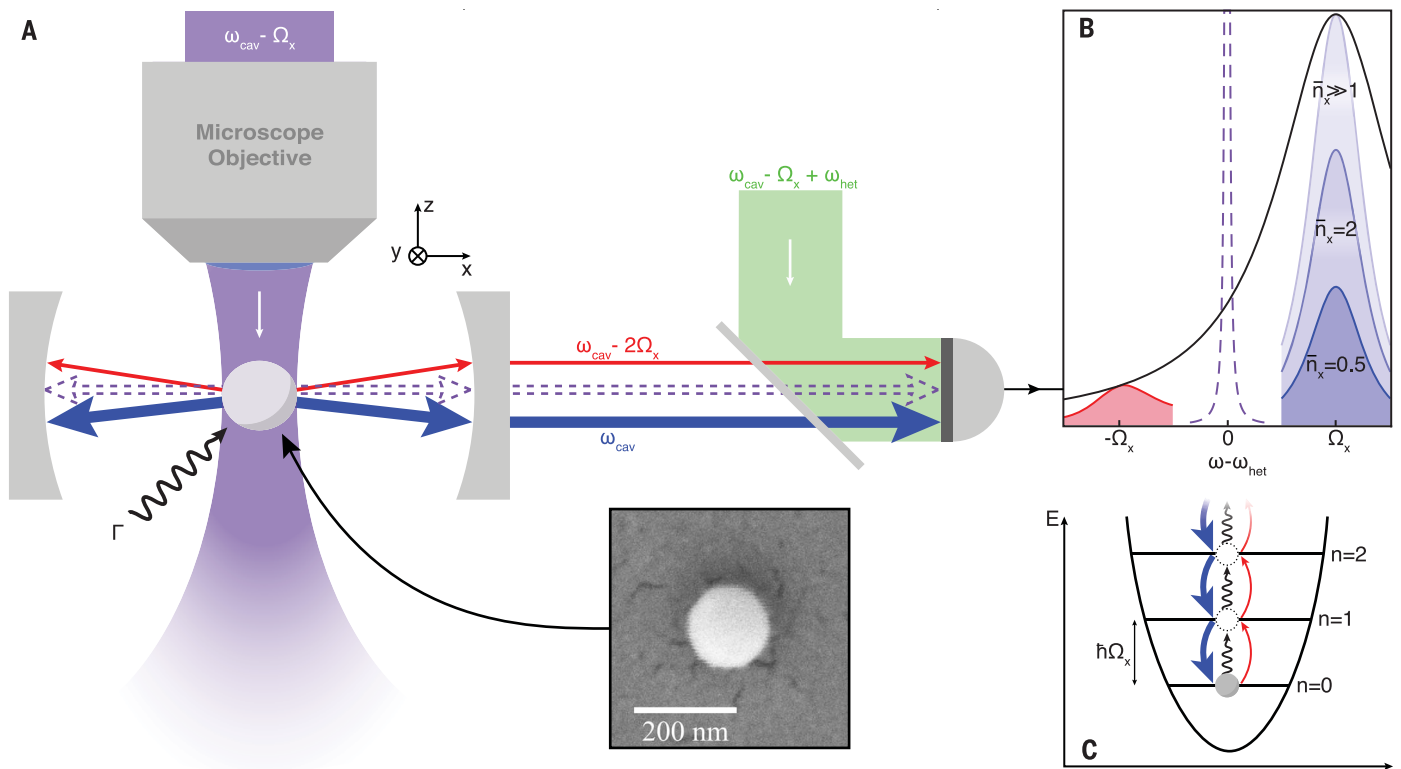 A
ω_cav - Ω_x
Microscope
Objective
z
y
x
ω_cav - Ω_x + ω_het
ω_cav - 2Ω_x
ω_cav
Γ
200 nm
B
n̄_x≫1
n̄_x=2
n̄_x=0.5
-Ω_x
0
Ω_x
ω-ω_het
E
n=2
n=1
ħΩ_x
n=0
C